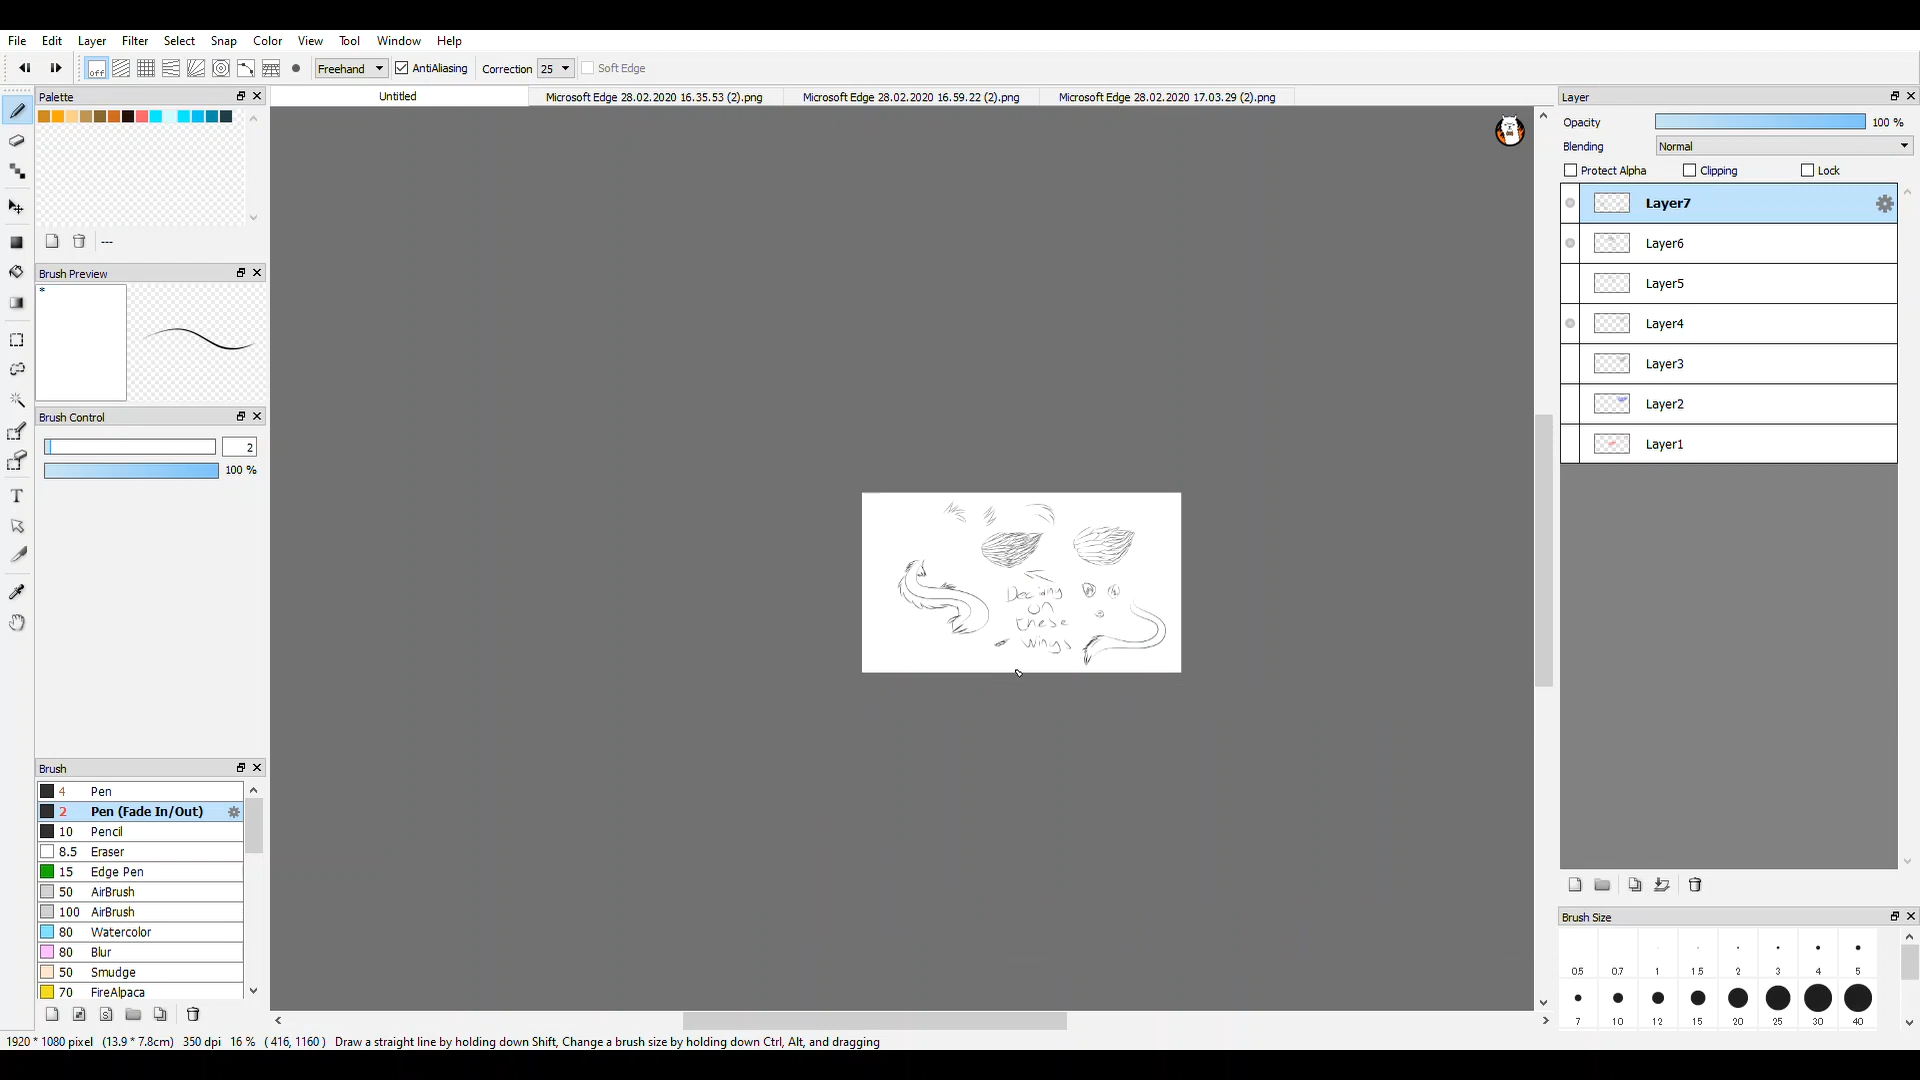 File Edit Layer Filter Select Snap Color View Tool Window Help
off Freehand AntiAliasing Correction 25 Soft Edge
Palette
Untitled
Microsoft Edge 28.02.2020 16.35.53 (2).png
Microsoft Edge 28.02.2020 16.59.22 (2).png
Microsoft Edge 28.02.2020 17.03.29 (2).png
---
Brush Preview
*
Brush Control
2
100 %
Brush
4 Pen
2 Pen (Fade In/Out)
10 Pencil
8.5 Eraser
15 Edge Pen
50 AirBrush
100 AirBrush
80 Watercolor
80 Blur
50 Smudge
70 FireAlpaca
on
these
wings
Layer
Opacity 100 %
Blending Normal
Protect Alpha Clipping Lock
Layer7
Layer6
Layer5
Layer4
Layer3
Layer2
Layer1
Brush Size
0.5 0.7 1 1.5 2 3 4 5
7 10 12 15 20 25 30 40
1920 * 1080 pixel (13.9 * 7.8cm) 350 dpi 16 % ( 416, 1160 ) Draw a straight line by holding down Shift, Change a brush size by holding down Ctrl, Alt, and dragging